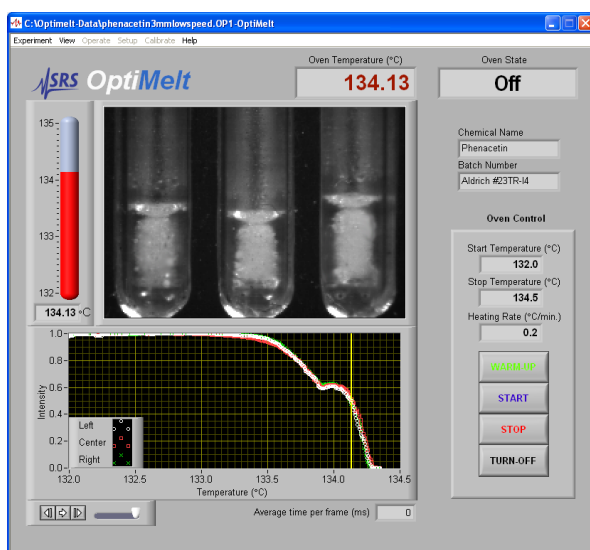 C:\Optimelt-Data\phenacetin3mmlowspeed.OP1-OptiMelt
Experiment View Operate Setup Calibrate Help
SRS OptiMelt
Oven Temperature (°C)
134.13
Oven State
Off
135-
134-
133-
132-
134.13 °C
Chemical Name
Phenacetin
Batch Number
Aldrich #23TR-I4
Oven Control
Start Temperature (°C)
132.0
Stop Temperature (°C)
134.5
Heating Rate (°C/min.)
0.2
START
STOP
TURN-OFF
Intensity
1.0-
0.8-
0.6-
0.4-
0.2-
0.0-
Left
Center
Right
132.0 132.5 133.0 133.5 134.0 134.5
Temperature (°C)
Average time per frame (ms) 0